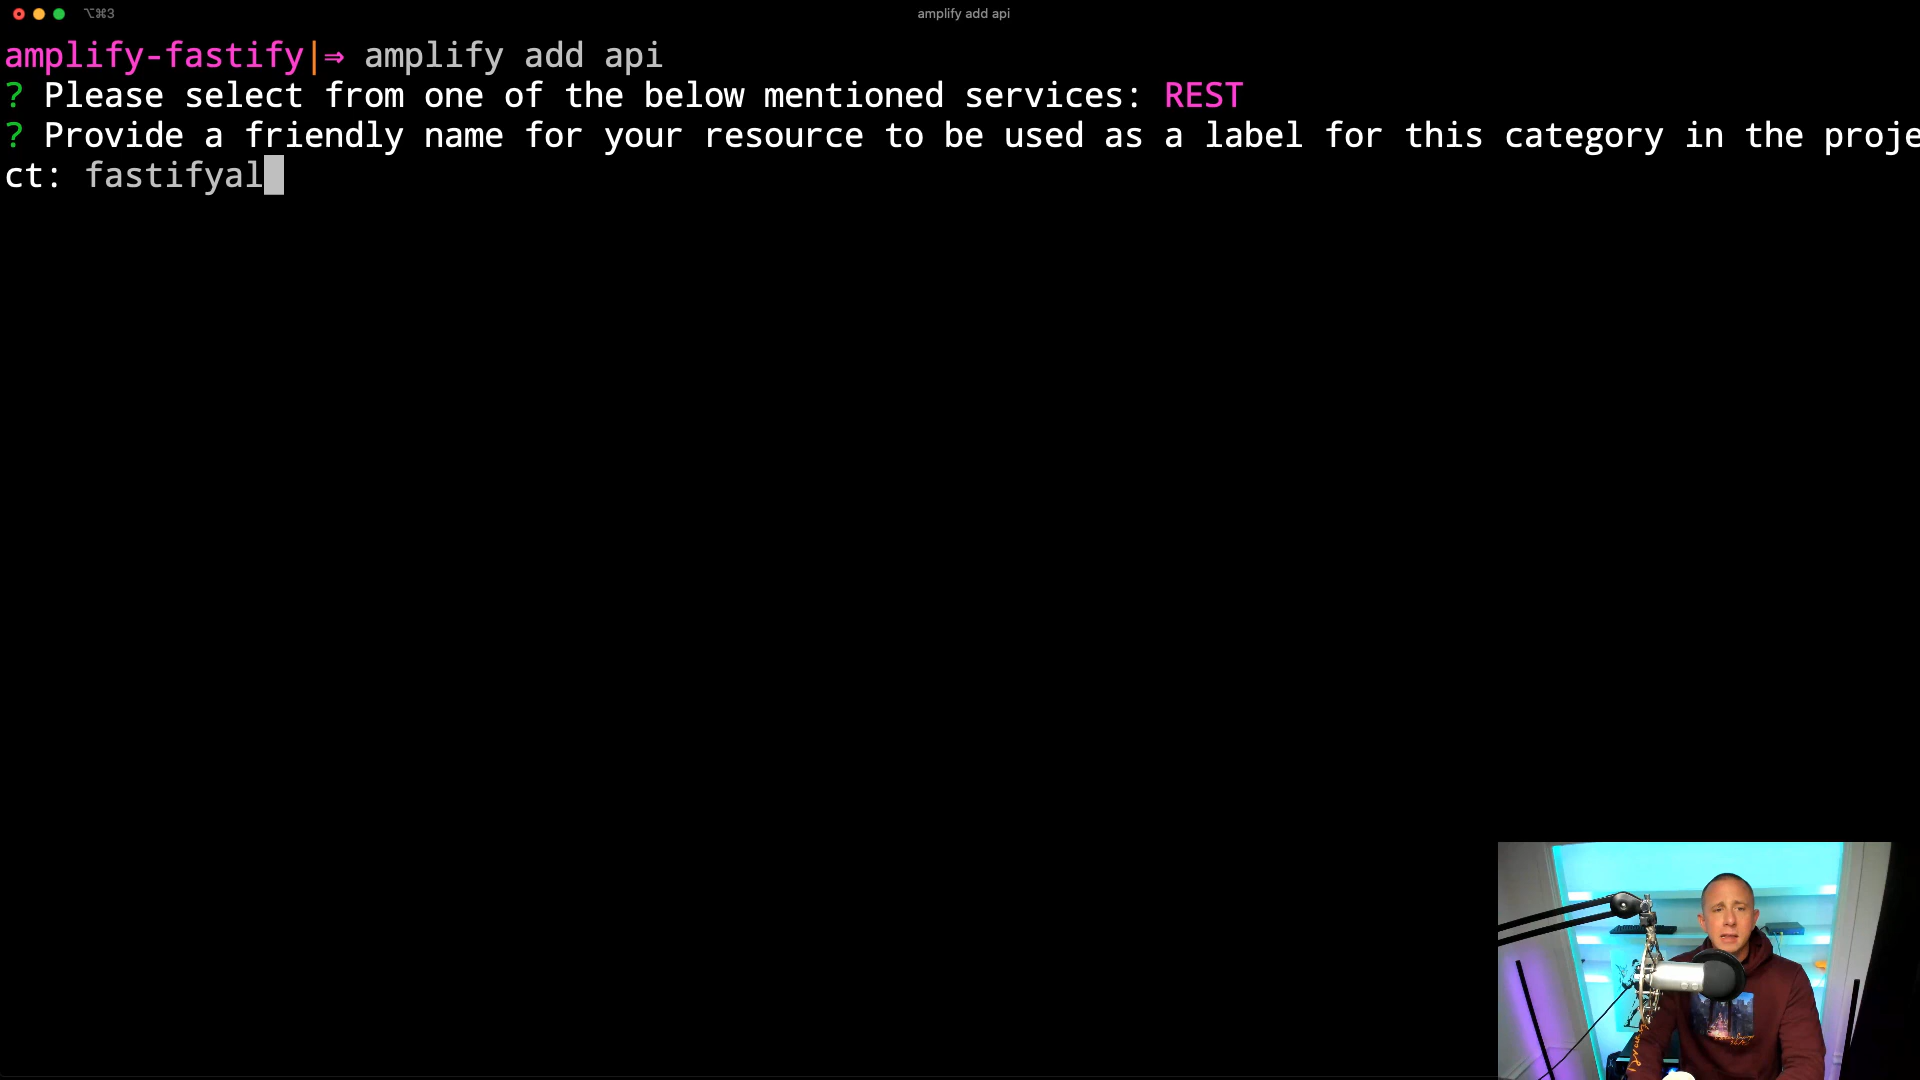 ⌥⌘3
amplify add api
amplify-fastify|⇒ amplify add api
? Please select from one of the below mentioned services: REST
? Provide a friendly name for your resource to be used as a label for this category in the proje
ct: fastifyal